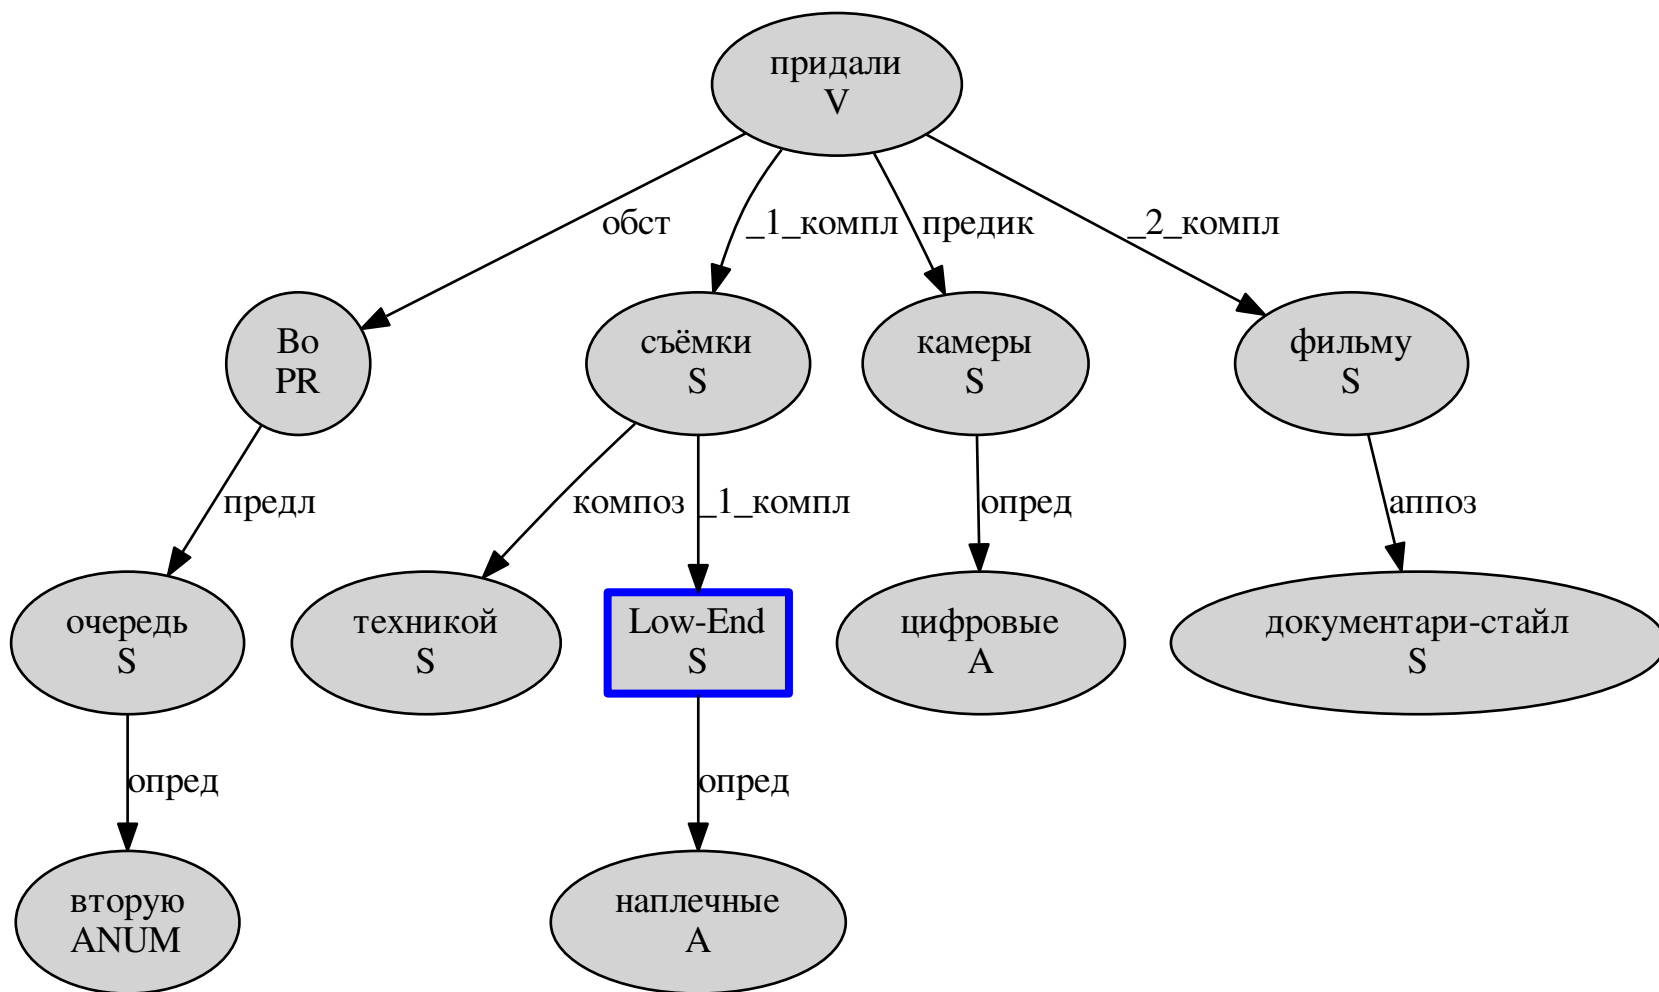 придали
V
обст
_1_компл
предик
_2_компл
Во
PR
съёмки
S
камеры
S
фильму
S
предл
композ
_1_компл
опред
аппоз
очередь
S
техникой
S
Low-End
S
цифровые
A
документари-стайл
S
опред
опред
вторую
ANUM
наплечные
A